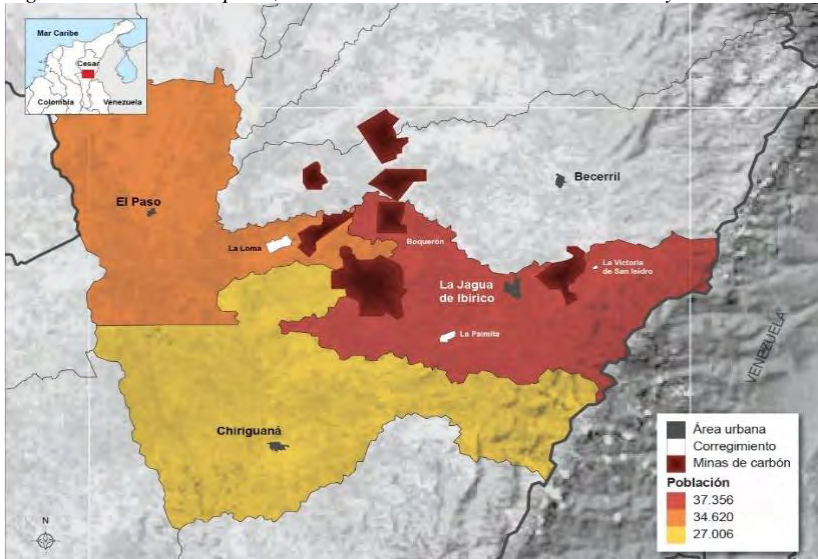 Mar Caribe
Cesar
Colombia
Venezuela
Becerril
El Paso
La Loma
Boquerón
La Victoria
de San Isidro
La Jagua
de Ibirico
La Palmita
VENEZUELA
Chiriguaná
Área urbana
Corregimiento
Minas de carbón
Población
37.356
34.620
27.006
N